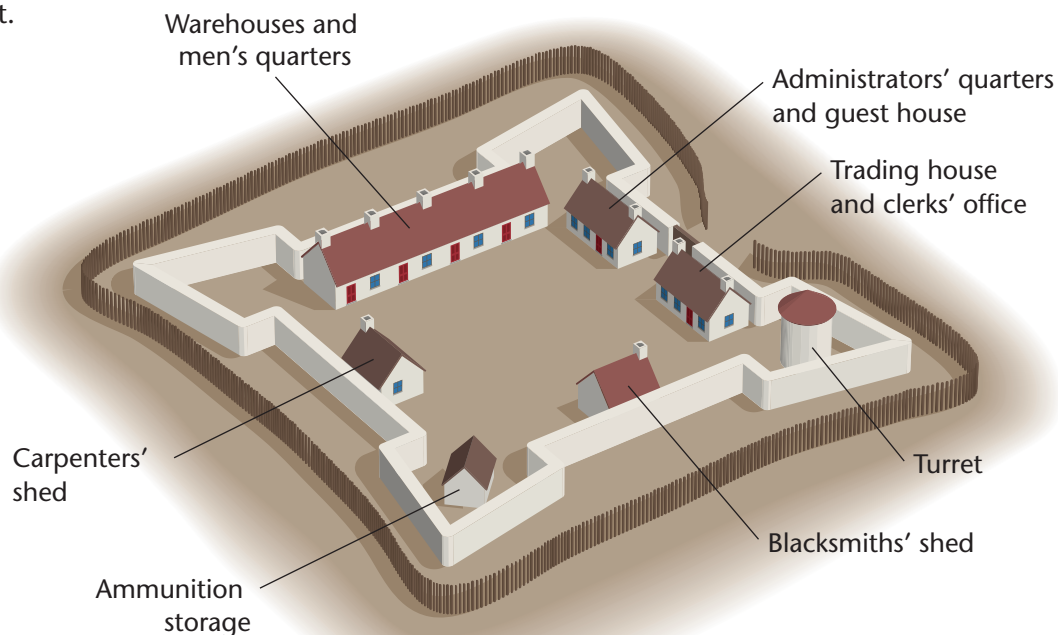 t.
Warehouses and
men’s quarters
Administrators’ quarters
and guest house
Trading house
and clerks’ office
Carpenters’
shed
Turret
Blacksmiths’ shed
Ammunition
storage